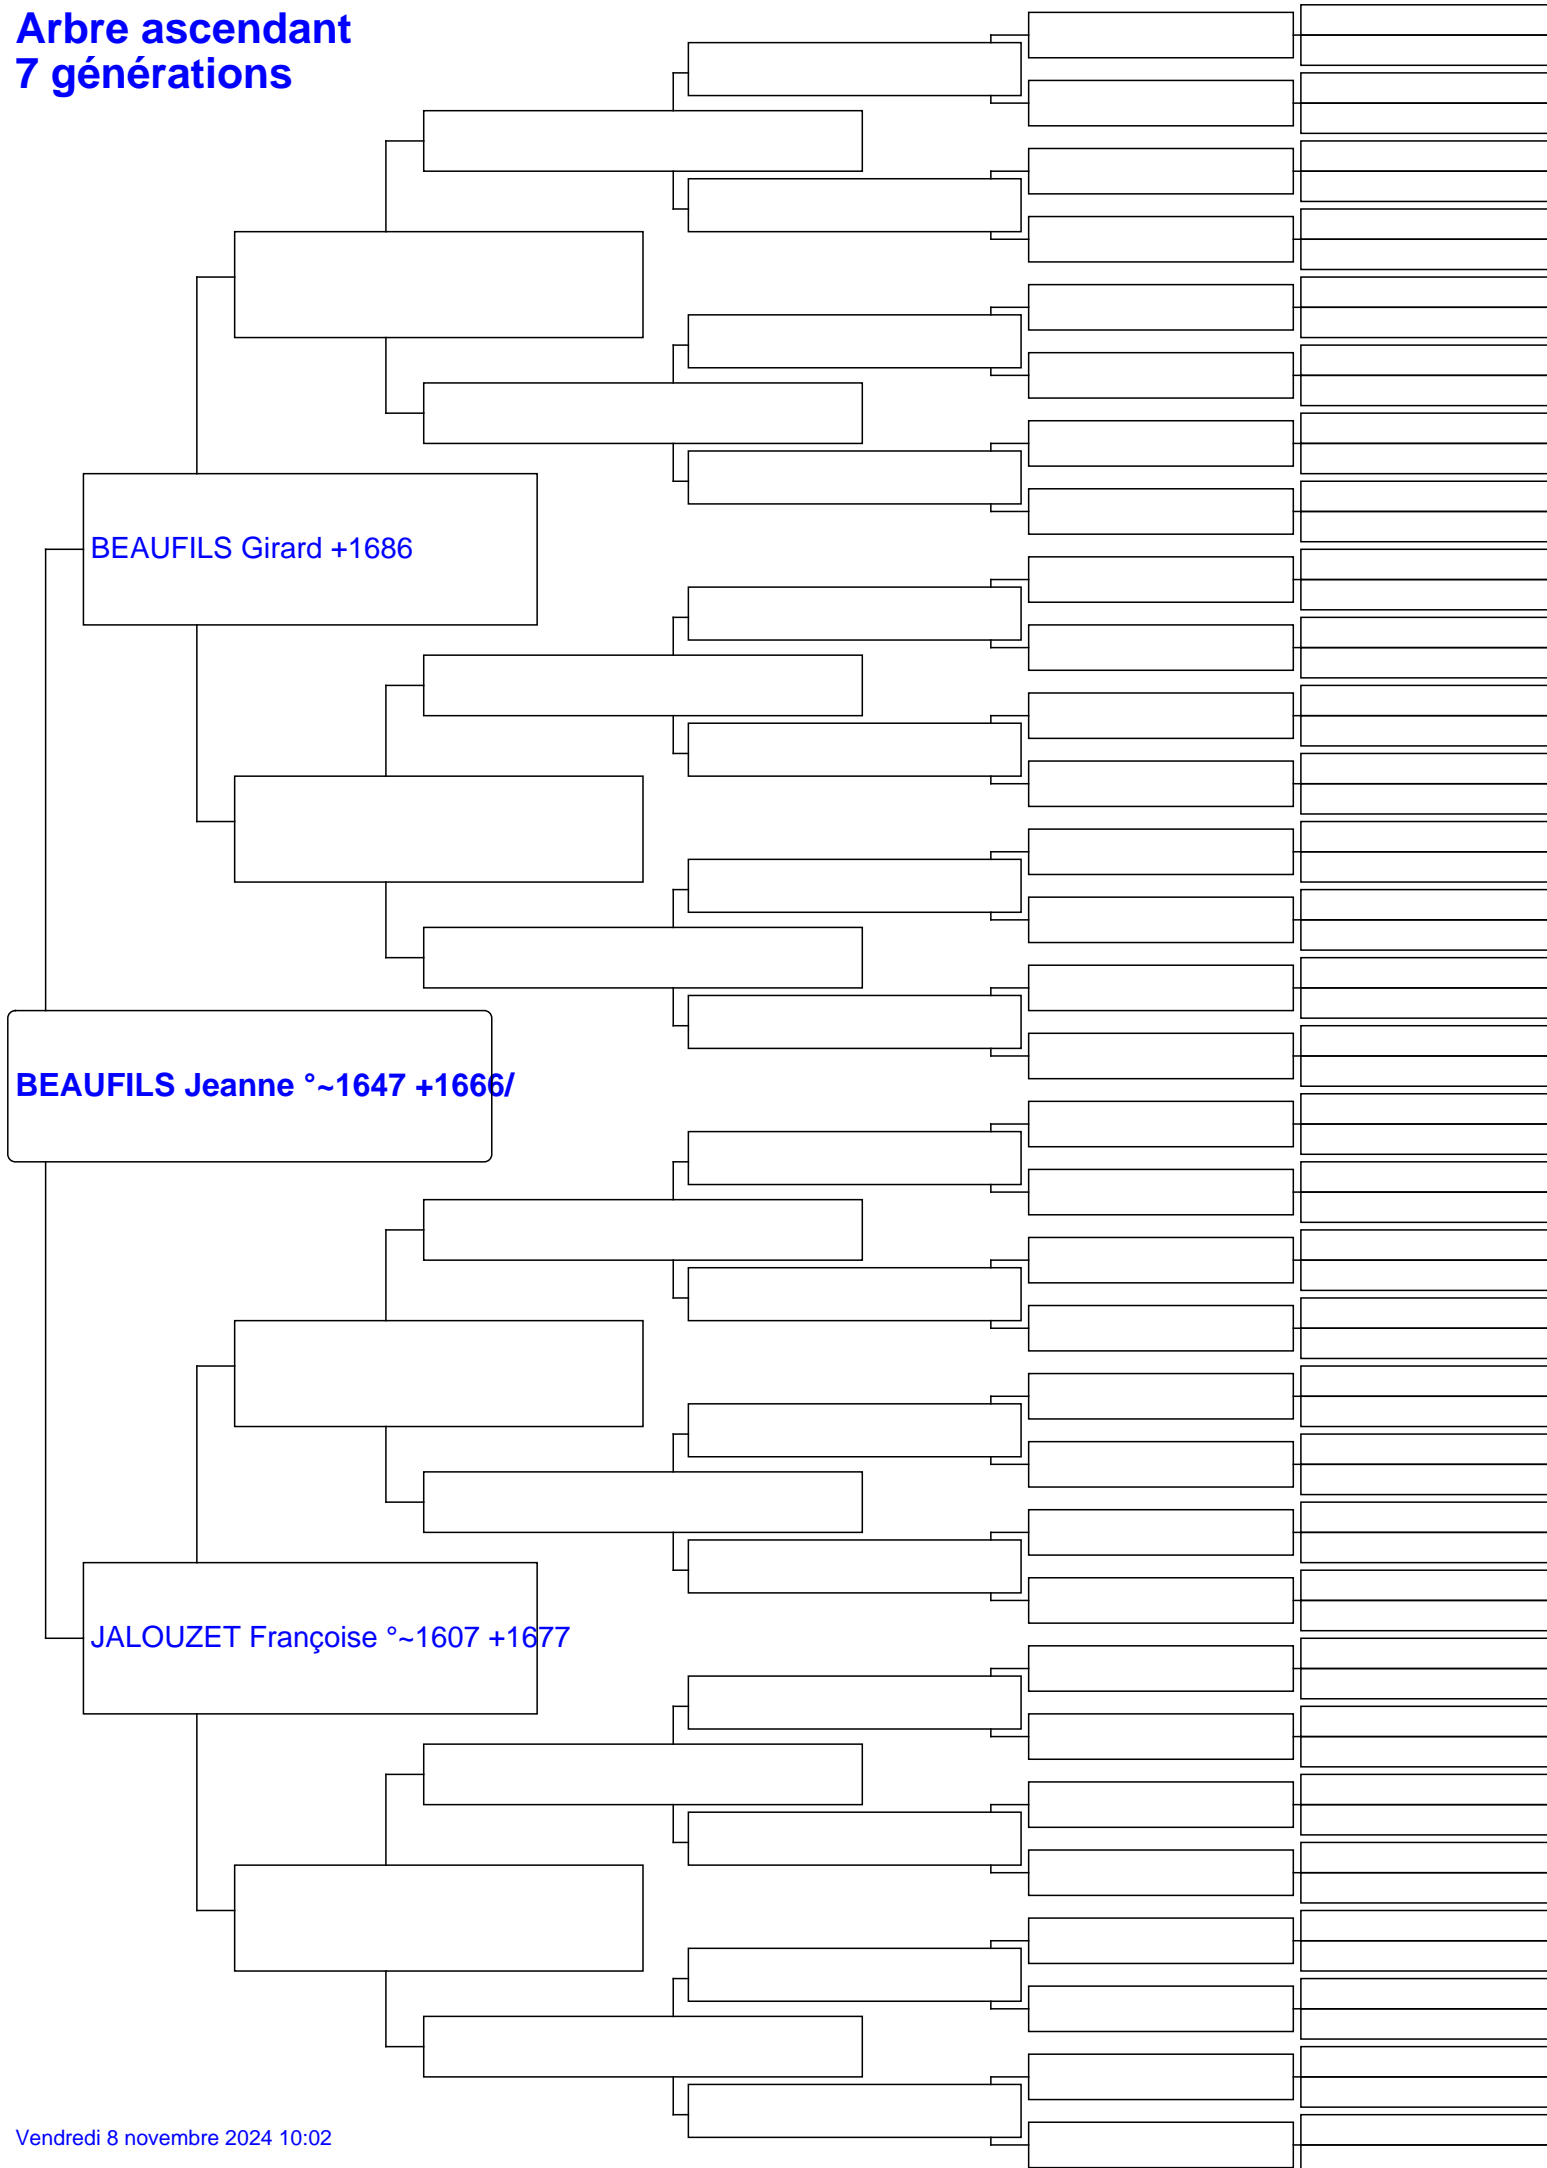 Arbre ascendant
7 générations
BEAUFILS Girard +1686
BEAUFILS Jeanne °~1647 +1666/
JALOUZET Françoise °~1607 +1677
Vendredi 8 novembre 2024 10:02